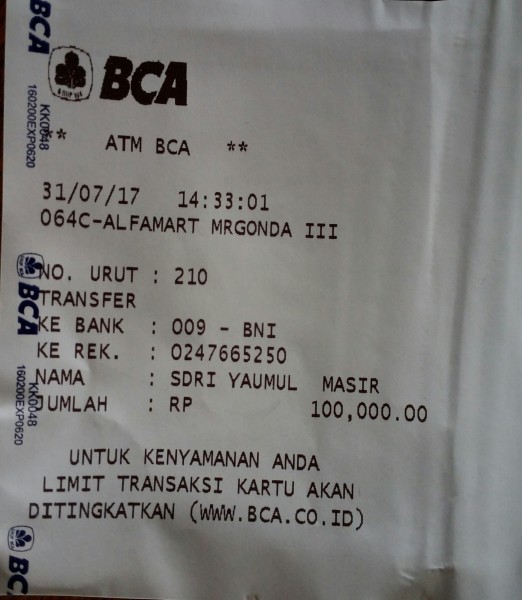 BCA
** ATM BCA **
31/07/17 14:33:01
064C-ALFAMART MRGONDA III
NO. URUT : 210
TRANSFER
KE BANK : 009 - BNI
KE REK. : 0247665250
NAMA : SDRI YAUMUL MASIR
JUMLAH : RP 100,000.00
UNTUK KENYAMANAN ANDA
LIMIT TRANSAKSI KARTU AKAN
DITINGKATKAN (WWW.BCA.CO.ID)
BCA
KK0048
160200EXP0620
BCA
KK0048
160200EXP0620
BC